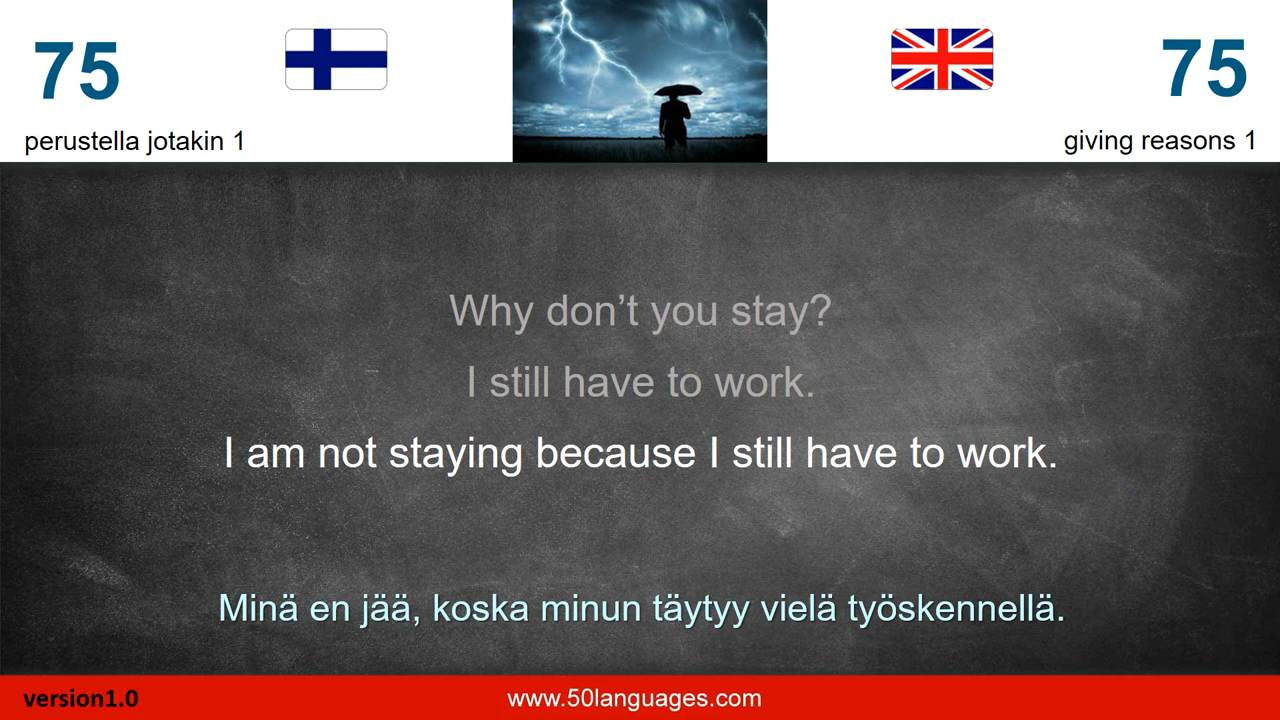 75
75
perustella jotakin 1
giving reasons 1
Why don’t you stay?
I still have to work.
I am not staying because I still have to work.
Minä en jää, koska minun täytyy vielä työskennellä.
version1.0
www.50languages.com